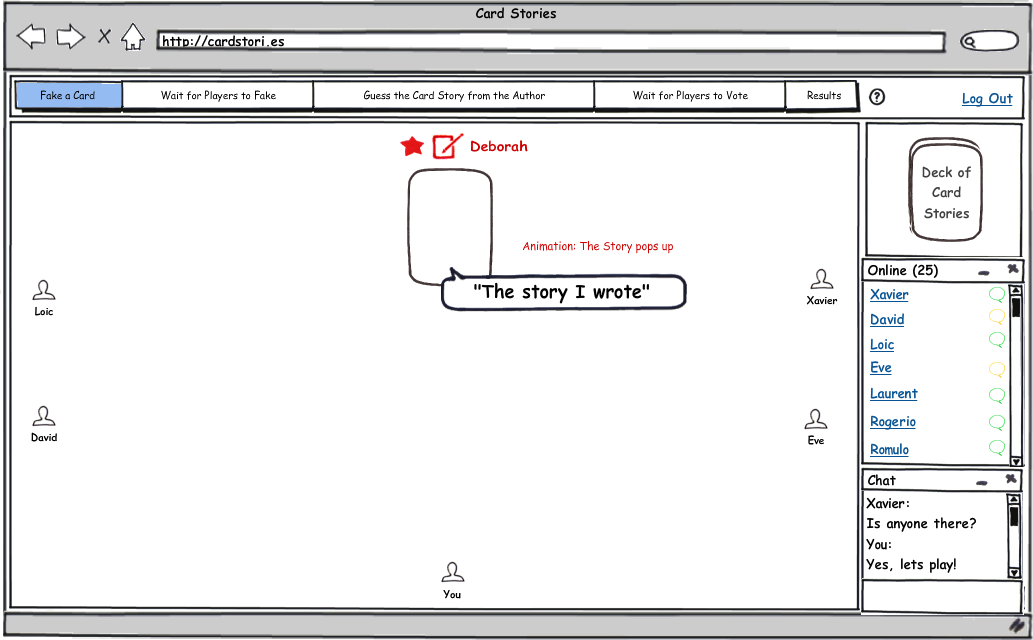 Card Stories
http://cardstori.es
Fake a Card
Wait for Players to Fake
Guess the Card Story from the Author
Wait for Players to Vote
Results
?
Log Out
Deborah
Animation: The Story pops up
"The story I wrote"
Loic
Xavier
David
Eve
You
Deck of
Card
Stories
Online (25)
Xavier
David
Loic
Eve
Laurent
Rogerio
Romulo
Chat
Xavier:
Is anyone there?
You:
Yes, lets play!